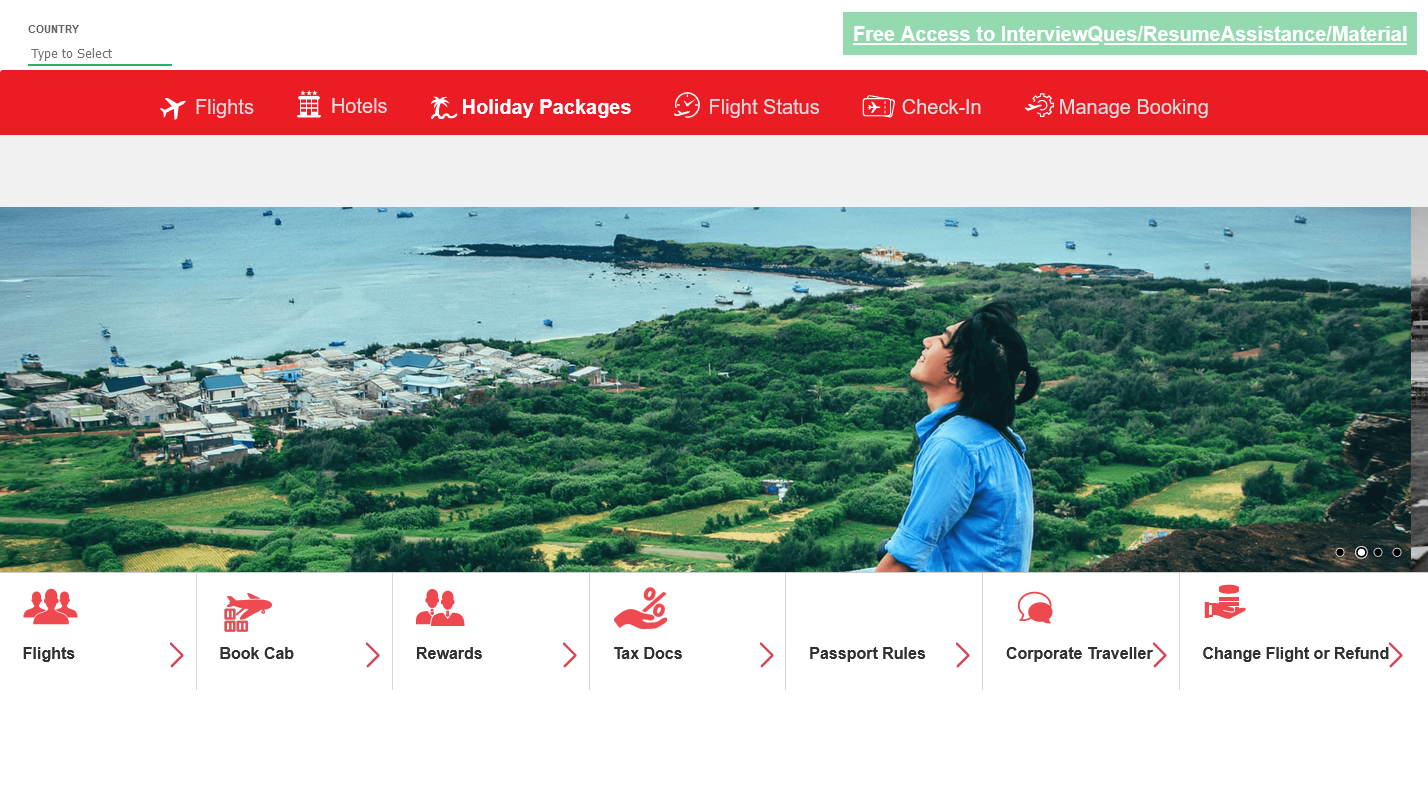 COUNTRY
Type to Select
Free Access to InterviewQues/ResumeAssistance/Material
Flights
Hotels
Holiday Packages
Flight Status
Check-In
Manage Booking
Flights
Book Cab
Rewards
Tax Docs
Passport Rules
Corporate Traveller
Change Flight or Refund